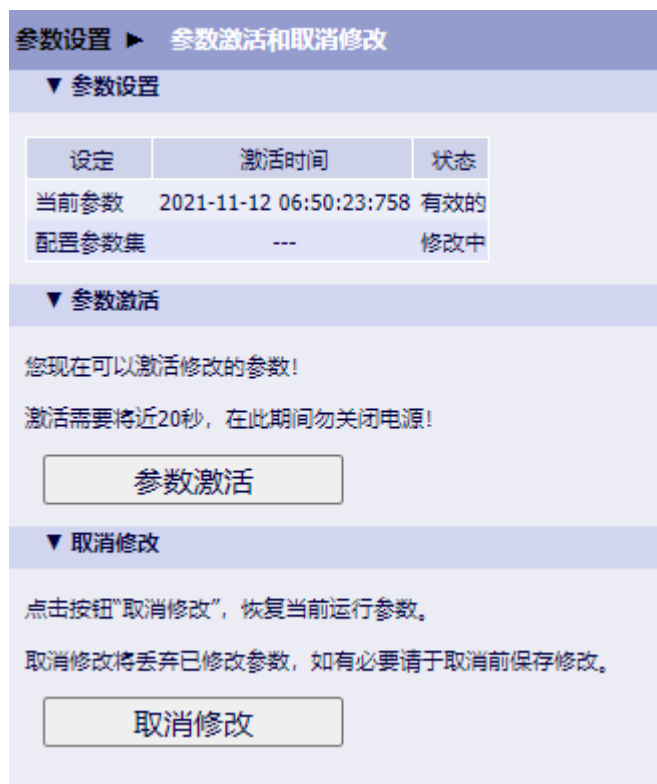 参数设置 ► 参数激活和取消修改
▼ 参数设置
设定 激活时间 状态
当前参数 2021-11-12 06:50:23:758 有效的
配置参数集 --- 修改中
▼ 参数激活
您现在可以激活修改的参数!
激活需要将近20秒，在此期间勿关闭电源!
参数激活
▼ 取消修改
点击按钮"取消修改"，恢复当前运行参数。
取消修改将丢弃已修改参数，如有必要请于取消前保存修改。
取消修改